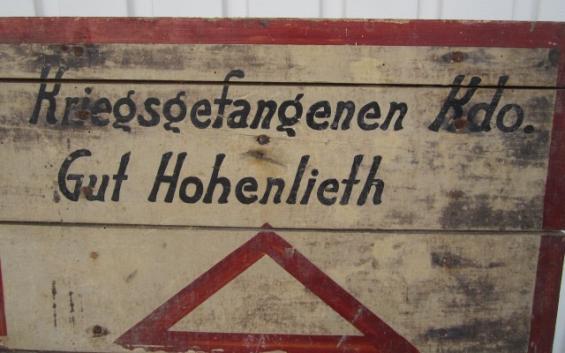 Kriegsgefangenen Kdo.
Gut Hohenlieth